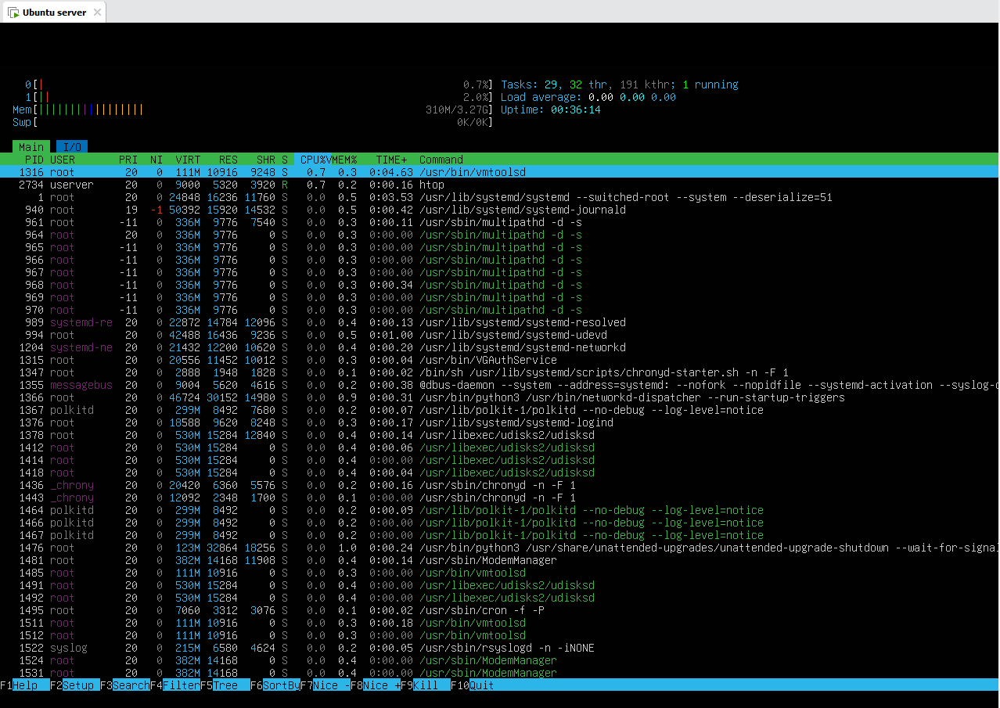 Ubuntu server
0[| 0.7%] Tasks: 29, 32 thr, 191 kthr; 1 running
1[|| 2.0%] Load average: 0.00 0.00 0.00
Mem[||||||||||||||||| 310M/3.27G] Uptime: 00:36:14
Swp[ 0K/0K]
Main I/O
PID USER PRI NI VIRT RES SHR S CPU%▽MEM% TIME+ Command
1316 root 20 0 111M 10916 9248 S 0.7 0.3 0:04.63 /usr/bin/vmtoolsd
2734 userver 20 0 9000 5320 3920 R 0.7 0.2 0:00.16 htop
1 root 20 0 24848 16236 11760 S 0.0 0.5 0:03.53 /usr/lib/systemd/systemd --switched-root --system --deserialize=51
940 root 19 -1 50392 15920 14532 S 0.0 0.5 0:00.42 /usr/lib/systemd/systemd-journald
961 root -11 0 336M 9776 7540 S 0.0 0.3 0:00.11 /usr/sbin/multipathd -d -s
964 root 20 0 336M 9776 0 S 0.0 0.3 0:00.00 /usr/sbin/multipathd -d -s
965 root -11 0 336M 9776 0 S 0.0 0.3 0:00.00 /usr/sbin/multipathd -d -s
966 root -11 0 336M 9776 0 S 0.0 0.3 0:00.00 /usr/sbin/multipathd -d -s
967 root -11 0 336M 9776 0 S 0.0 0.3 0:00.00 /usr/sbin/multipathd -d -s
968 root -11 0 336M 9776 0 S 0.0 0.3 0:00.34 /usr/sbin/multipathd -d -s
969 root -11 0 336M 9776 0 S 0.0 0.3 0:00.00 /usr/sbin/multipathd -d -s
970 root -11 0 336M 9776 0 S 0.0 0.3 0:00.00 /usr/sbin/multipathd -d -s
989 systemd-re 20 0 22872 14784 12096 S 0.0 0.4 0:00.13 /usr/lib/systemd/systemd-resolved
994 root 20 0 42488 16436 9236 S 0.0 0.5 0:01.00 /usr/lib/systemd/systemd-udevd
1204 systemd-ne 20 0 21432 12200 10620 S 0.0 0.4 0:00.20 /usr/lib/systemd/systemd-networkd
1315 root 20 0 20556 11452 10012 S 0.0 0.3 0:00.04 /usr/bin/VGAuthService
1347 root 20 0 2888 1948 1828 S 0.0 0.1 0:00.02 /bin/sh /usr/lib/systemd/scripts/chronyd-starter.sh -n -F 1
1355 messagebus 20 0 9004 5620 4616 S 0.0 0.2 0:00.38 @dbus-daemon --system --address=systemd: --nofork --nopidfile --systemd-activation --syslog-o
1366 root 20 0 46724 30152 14980 S 0.0 0.9 0:00.31 /usr/bin/python3 /usr/bin/networkd-dispatcher --run-startup-triggers
1367 polkitd 20 0 299M 8492 7680 S 0.0 0.2 0:00.07 /usr/lib/polkit-1/polkitd --no-debug --log-level=notice
1376 root 20 0 18588 9620 8248 S 0.0 0.3 0:00.17 /usr/lib/systemd/systemd-logind
1378 root 20 0 530M 15284 12840 S 0.0 0.4 0:00.14 /usr/libexec/udisks2/udisksd
1412 root 20 0 530M 15284 0 S 0.0 0.4 0:00.06 /usr/libexec/udisks2/udisksd
1414 root 20 0 530M 15284 0 S 0.0 0.4 0:00.00 /usr/libexec/udisks2/udisksd
1418 root 20 0 530M 15284 0 S 0.0 0.4 0:00.04 /usr/libexec/udisks2/udisksd
1436 _chrony 20 0 20420 6360 5576 S 0.0 0.2 0:00.16 /usr/sbin/chronyd -n -F 1
1443 _chrony 20 0 12092 2348 1700 S 0.0 0.1 0:00.00 /usr/sbin/chronyd -n -F 1
1464 polkitd 20 0 299M 8492 0 S 0.0 0.2 0:00.09 /usr/lib/polkit-1/polkitd --no-debug --log-level=notice
1466 polkitd 20 0 299M 8492 0 S 0.0 0.2 0:00.00 /usr/lib/polkit-1/polkitd --no-debug --log-level=notice
1467 polkitd 20 0 299M 8492 0 S 0.0 0.2 0:00.00 /usr/lib/polkit-1/polkitd --no-debug --log-level=notice
1476 root 20 0 123M 32864 18256 S 0.0 1.0 0:00.24 /usr/bin/python3 /usr/share/unattended-upgrades/unattended-upgrade-shutdown --wait-for-signal
1481 root 20 0 382M 14168 11908 S 0.0 0.4 0:00.14 /usr/sbin/ModemManager
1485 root 20 0 111M 10916 0 S 0.0 0.3 0:00.00 /usr/bin/vmtoolsd
1491 root 20 0 530M 15284 0 S 0.0 0.4 0:00.00 /usr/libexec/udisks2/udisksd
1492 root 20 0 530M 15284 0 S 0.0 0.4 0:00.00 /usr/libexec/udisks2/udisksd
1495 root 20 0 7060 3312 3076 S 0.0 0.1 0:00.02 /usr/sbin/cron -f -P
1511 root 20 0 111M 10916 0 S 0.0 0.3 0:00.18 /usr/bin/vmtoolsd
1512 root 20 0 111M 10916 0 S 0.0 0.3 0:00.00 /usr/bin/vmtoolsd
1522 syslog 20 0 215M 6580 4624 S 0.0 0.2 0:00.05 /usr/sbin/rsyslogd -n -iNONE
1524 root 20 0 382M 14168 0 S 0.0 0.4 0:00.00 /usr/sbin/ModemManager
1531 root 20 0 382M 14168 0 S 0.0 0.4 0:00.00 /usr/sbin/ModemManager
F1Help F2Setup F3SearchF4FilterF5Tree F6SortByF7Nice -F8Nice +F9Kill F10Quit